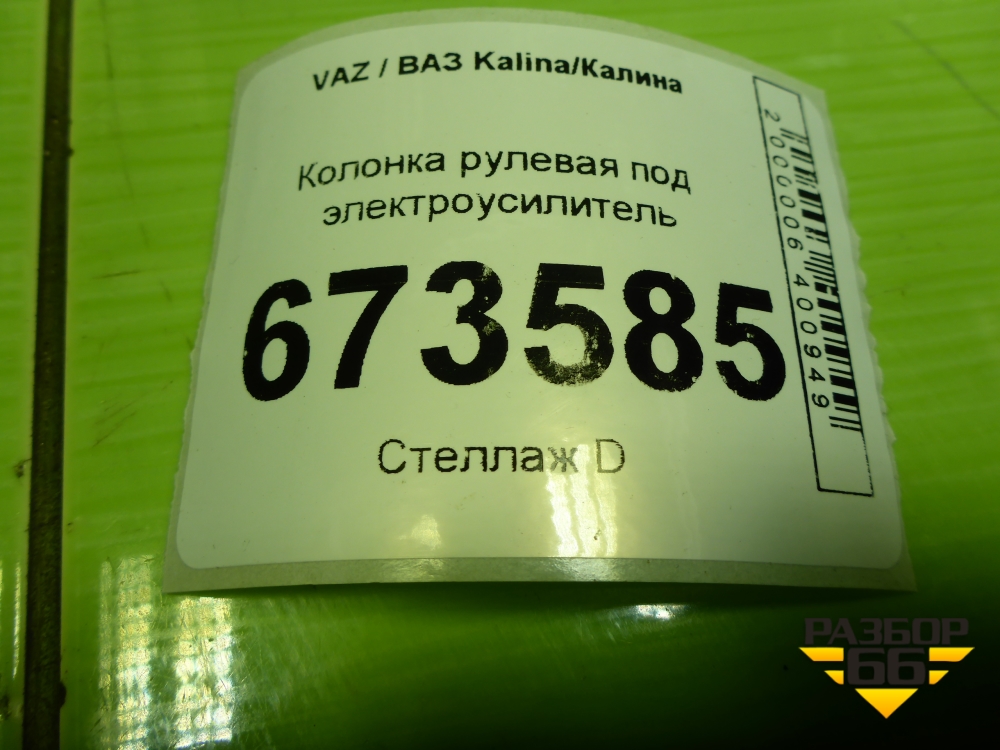 VAZ / ВАЗ Kalina/Калина
Колонка рулевая под
электроусилитель
673585
Стеллаж D
2000006400949
РАЗБОР
66